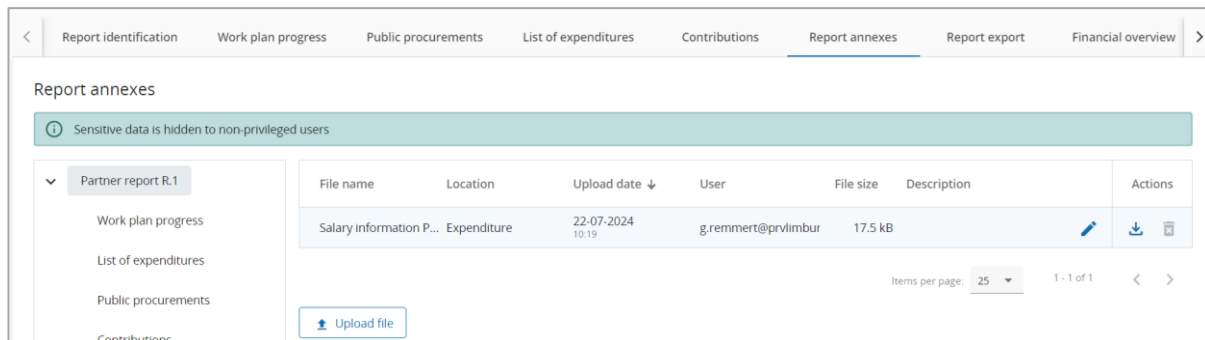 Report identification Work plan progress Public procurements List of expenditures Contributions Report annexes Report export Financial overview
Report annexes
Sensitive data is hidden to non-privileged users
Partner report R.1
Work plan progress
List of expenditures
Public procurements
Contributions
File name Location Upload date User File size Description Actions
Salary information P... Expenditure 22-07-2024 g.remmert@prvlimbur 17.5 kB
10:19
Items per page: 25 1 - 1 of 1
Upload file